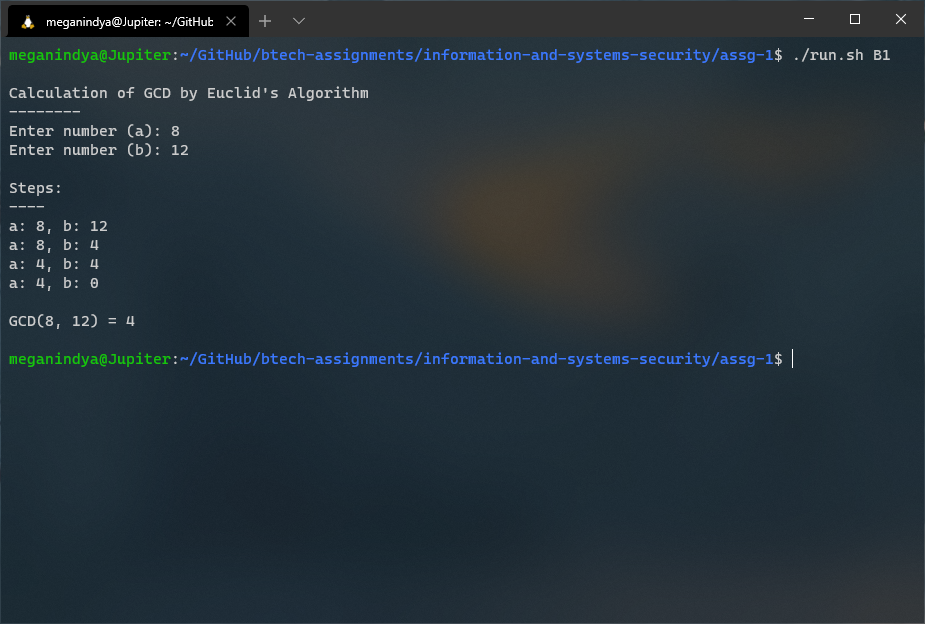 meganindya@Jupiter: ~/GitHub
meganindya@Jupiter:~/GitHub/btech-assignments/information-and-systems-security/assg-1$ ./run.sh B1
Calculation of GCD by Euclid's Algorithm
--------
Enter number (a): 8
Enter number (b): 12
Steps:
----
a: 8, b: 12
a: 8, b: 4
a: 4, b: 4
a: 4, b: 0
GCD(8, 12) = 4
meganindya@Jupiter:~/GitHub/btech-assignments/information-and-systems-security/assg-1$